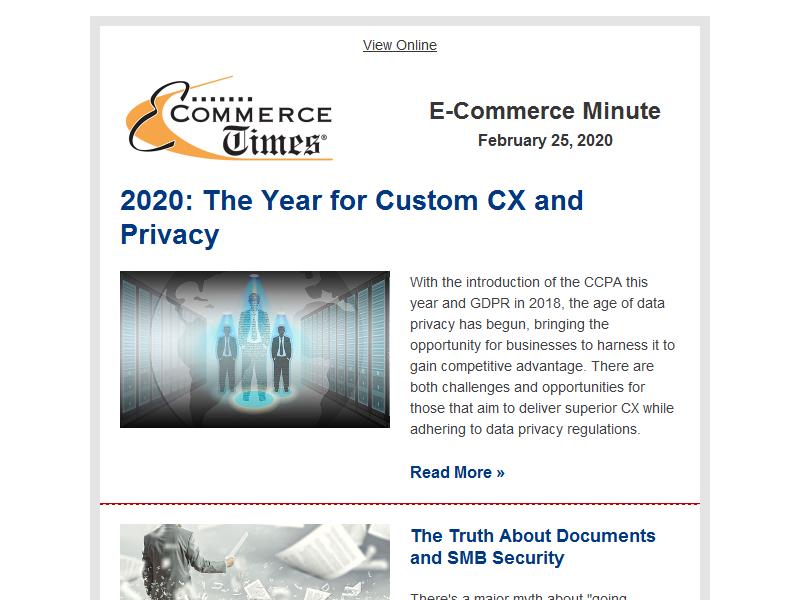 View Online
E-COMMERCE
Times®
E-Commerce Minute
February 25, 2020
2020: The Year for Custom CX and
Privacy
With the introduction of the CCPA this
year and GDPR in 2018, the age of data
privacy has begun, bringing the
opportunity for businesses to harness it to
gain competitive advantage. There are
both challenges and opportunities for
those that aim to deliver superior CX while
adhering to data privacy regulations.
Read More »
The Truth About Documents
and SMB Security
There's a major myth about "going